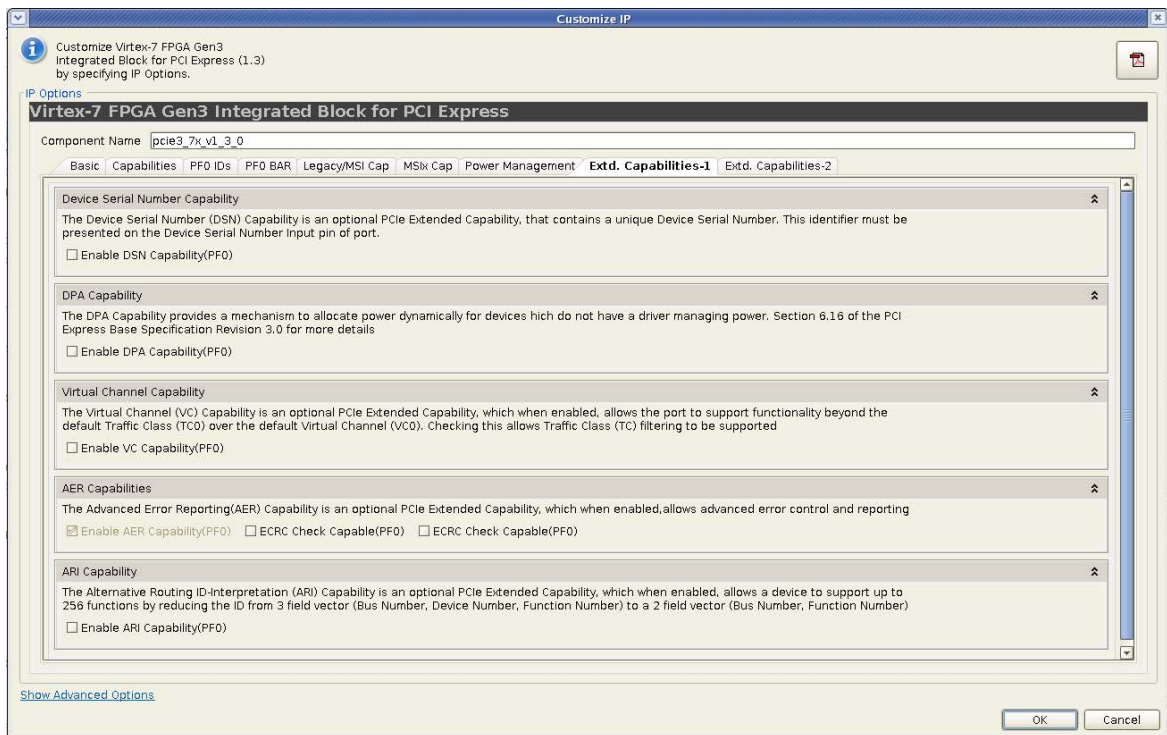 Customize IP
Customize Virtex-7 FPGA Gen3
Integrated Block for PCI Express (1.3)
by specifying IP Options.
IP Options
Virtex-7 FPGA Gen3 Integrated Block for PCI Express
Component Name pcie3_7x_v1_3_0
Basic Capabilities PF0 IDs PF0 BAR Legacy/MSI Cap MSIx Cap Power Management Extd. Capabilities-1 Extd. Capabilities-2
Device Serial Number Capability
The Device Serial Number (DSN) Capability is an optional PCIe Extended Capability, that contains a unique Device Serial Number. This identifier must be
presented on the Device Serial Number Input pin of port.
Enable DSN Capability(PF0)
DPA Capability
The DPA Capability provides a mechanism to allocate power dynamically for devices hich do not have a driver managing power. Section 6.16 of the PCI
Express Base Specification Revision 3.0 for more details
Enable DPA Capability(PF0)
Virtual Channel Capability
The Virtual Channel (VC) Capability is an optional PCIe Extended Capability, which when enabled, allows the port to support functionality beyond the
default Traffic Class (TC0) over the default Virtual Channel (VC0). Checking this allows Traffic Class (TC) filtering to be supported
Enable VC Capability(PF0)
AER Capabilities
The Advanced Error Reporting(AER) Capability is an optional PCIe Extended Capability, which when enabled,allows advanced error control and reporting
Enable AER Capability(PF0) ECRC Check Capable(PF0) ECRC Check Capable(PF0)
ARI Capability
The Alternative Routing ID-Interpretation (ARI) Capability is an optional PCIe Extended Capability, which when enabled, allows a device to support up to
256 functions by reducing the ID from 3 field vector (Bus Number, Device Number, Function Number) to a 2 field vector (Bus Number, Function Number)
Enable ARI Capability(PF0)
Show Advanced Options
OK Cancel